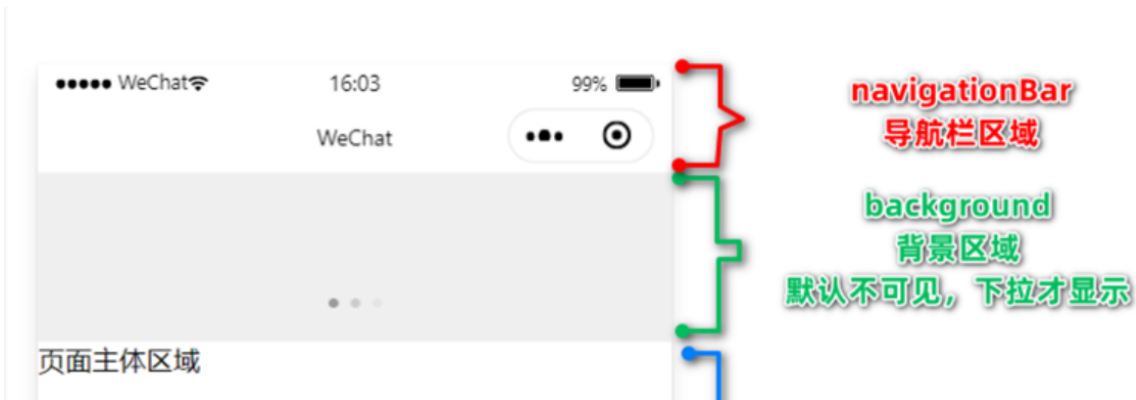 WeChat 16:03 99%
WeChat
navigationBar
导航栏区域
background
背景区域
默认不可见，下拉才显示
页面主体区域